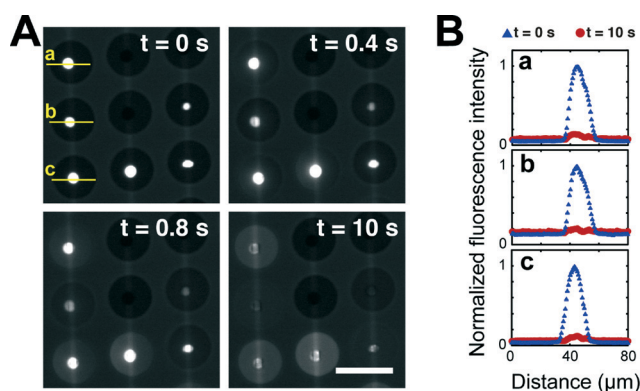 A
t = 0 s
t = 0.4 s
a
b
c
t = 0.8 s
t = 10 s
B
t = 0 s
t = 10 s
Normalized fluorescence intensity
a
1
0
b
1
0
c
1
0
0
40
80
Distance (µm)